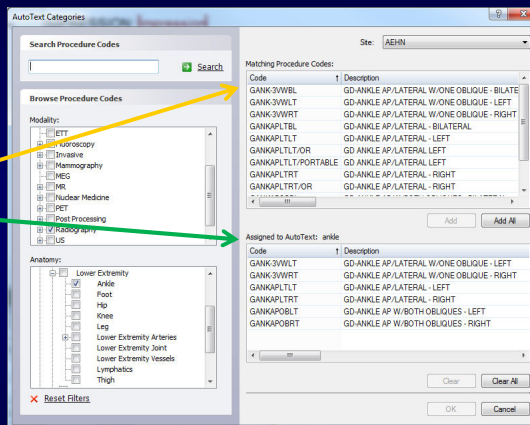 AutoText Categories
Search Procedure Codes
Search
Browse Procedure Codes
Modality:
ETT
Fluoroscopy
Invasive
Mammography
MEG
MR
Nuclear Medicine
PET
Post Processing
Radiography
US
Anatomy:
Lower Extremity
Ankle
Foot
Hip
Knee
Leg
Lower Extremity Arteries
Lower Extremity Joint
Lower Extremity Vessels
Lymphatics
Thigh
Reset Filters
Site: AEHN
Matching Procedure Codes:
Code Description
GANK-3VWBL GD-ANKLE AP/LATERAL W/ONE OBLIQUE - BILATE
GANK-3VWLT GD-ANKLE AP/LATERAL W/ONE OBLIQUE - LEFT
GANK-3VWRT GD-ANKLE AP/LATERAL W/ONE OBLIQUE - RIGHT
GANKAPLTBL GD-ANKLE AP/LATERAL - BILATERAL
GANKAPLTLT GD-ANKLE AP/LATERAL - LEFT
GANKAPLTLT/OR GD-ANKLE AP/LATERAL LEFT
GANKAPLTLT/PORTABLE GD-ANKLE AP/LATERAL LEFT
GANKAPLTRT GD-ANKLE AP/LATERAL - RIGHT
GANKAPLTRT/OR GD-ANKLE AP/LATERAL - RIGHT
Add Add All
Assigned to AutoText: ankle
Code Description
GANK-3VWLT GD-ANKLE AP/LATERAL W/ONE OBLIQUE - LEFT
GANK-3VWRT GD-ANKLE AP/LATERAL W/ONE OBLIQUE - RIGHT
GANKAPLTLT GD-ANKLE AP/LATERAL - LEFT
GANKAPLTRT GD-ANKLE AP/LATERAL - RIGHT
GANKAPOBLT GD-ANKLE AP W/BOTH OBLIQUES - LEFT
GANKAPOBRT GD-ANKLE AP W/BOTH OBLIQUES - RIGHT
Clear Clear All
OK Cancel